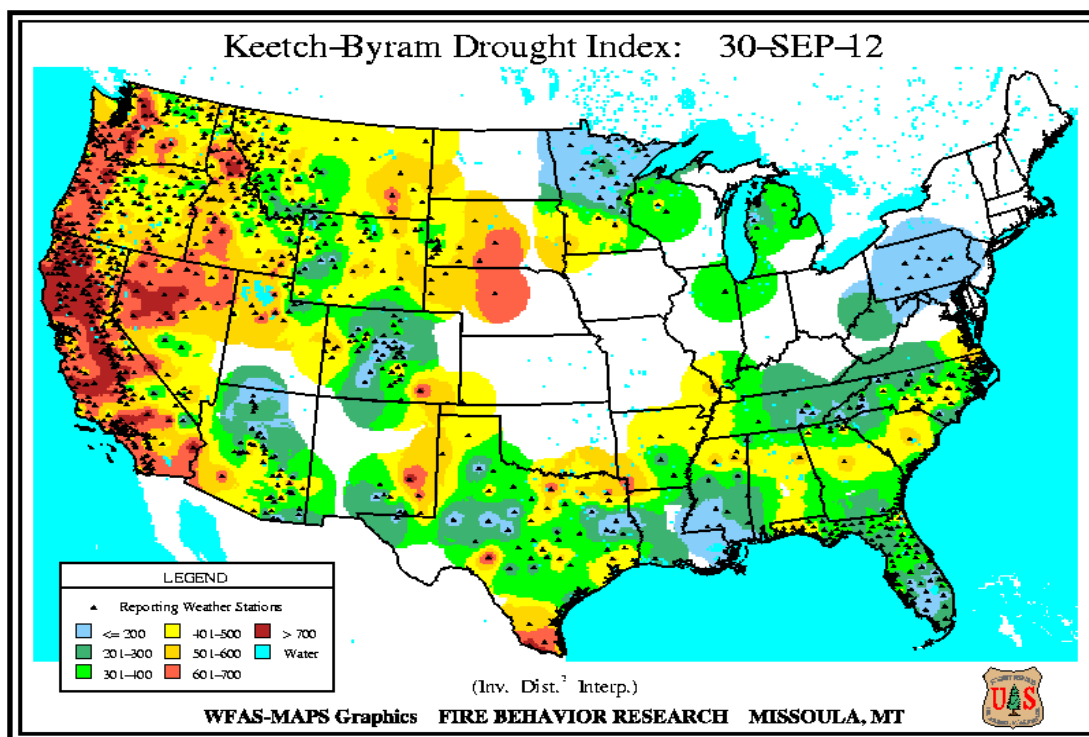 Keetch-Byram Drought Index: 30-SEP-12
LEGEND
Reporting Weather Stations
<= 200
401-500
> 700
201-300
501-600
Water
301-400
601-700
(Inv. Dist.² Interp.)
WFAS-MAPS Graphics FIRE BEHAVIOR RESEARCH MISSOULA, MT
US